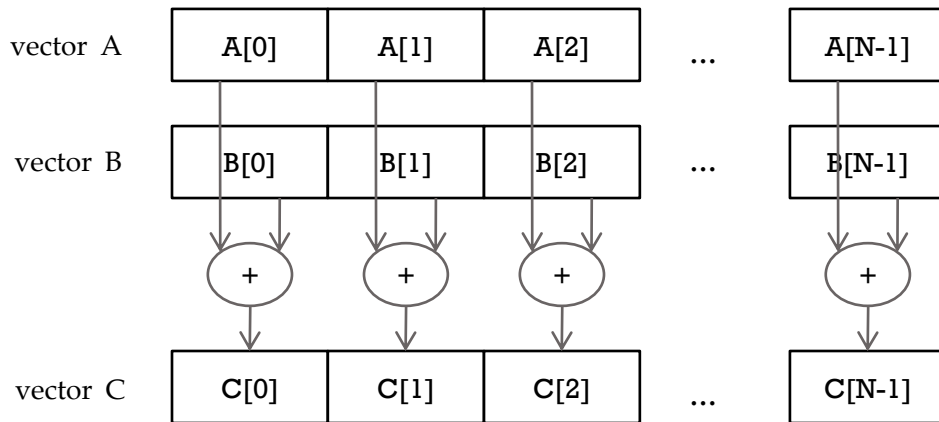 vector A A[0] A[1] A[2] ... A[N-1]
vector B B[0] B[1] B[2] ... B[N-1]
+ + + +
vector C C[0] C[1] C[2] ... C[N-1]